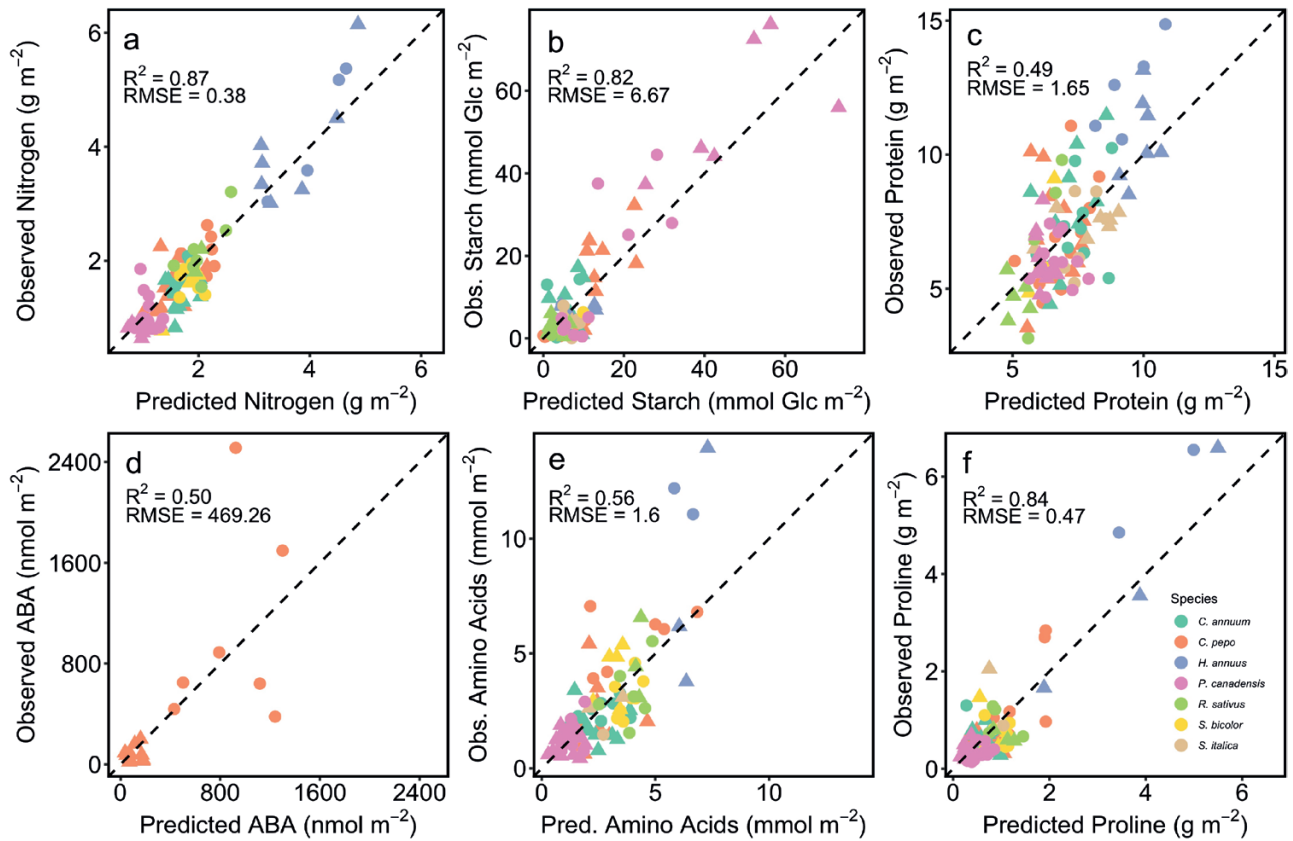 a
R² = 0.87
RMSE = 0.38
Observed Nitrogen (g m⁻²)
6
4
2
2
4
6
Predicted Nitrogen (g m⁻²)
b
R² = 0.82
RMSE = 6.67
Obs. Starch (mmol Glc m⁻²)
60
40
20
0
0
20
40
60
Predicted Starch (mmol Glc m⁻²)
c
R² = 0.49
RMSE = 1.65
Observed Protein (g m⁻²)
15
10
5
5
10
15
Predicted Protein (g m⁻²)
d
R² = 0.50
RMSE = 469.26
Observed ABA (nmol m⁻²)
2400
1600
800
0
0
800
1600
2400
Predicted ABA (nmol m⁻²)
e
R² = 0.56
RMSE = 1.6
Obs. Amino Acids (mmol m⁻²)
10
5
0
0
5
10
Pred. Amino Acids (mmol m⁻²)
f
R² = 0.84
RMSE = 0.47
Observed Proline (g m⁻²)
6
4
2
0
0
2
4
6
Predicted Proline (g m⁻²)
Species
C. annuum
C. pepo
H. annuus
P. canadensis
R. sativus
S. bicolor
S. italica